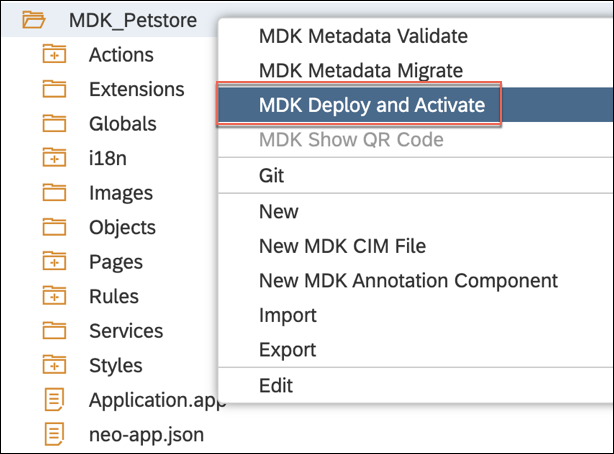 MDK_Petstore
Actions
Extensions
Globals
i18n
Images
Objects
Pages
Rules
Services
Styles
Application.app
neo-app.json
MDK Metadata Validate
MDK Metadata Migrate
MDK Deploy and Activate
MDK Show QR Code
Git
New
New MDK CIM File
New MDK Annotation Component
Import
Export
Edit